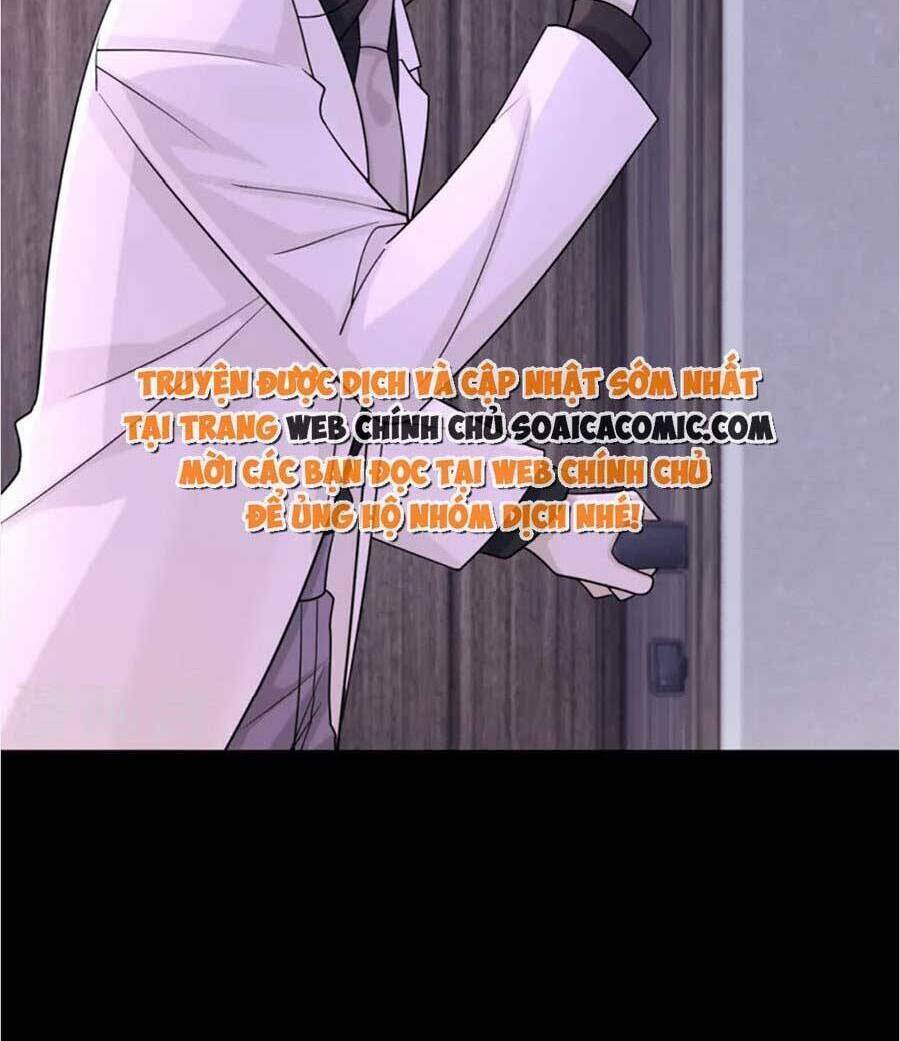 TRUYỆN ĐƯỢC DỊCH VÀ CẬP NHẬT SỚM NHẤT
TẠI TRANG WEB CHÍNH CHỦ SOAICACOMIC.COM
MỜI CÁC BẠN ĐỌC TẠI WEB CHÍNH CHỦ
ĐỂ ỦNG HỘ NHÓM DỊCH NHÉ!